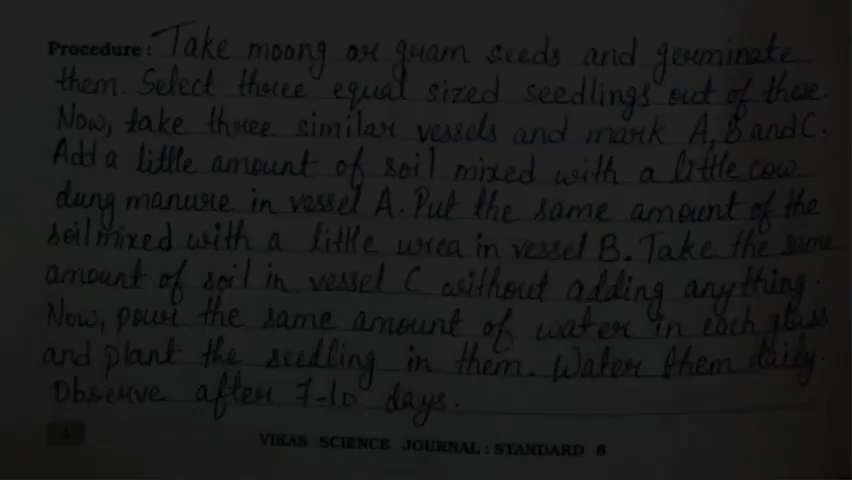 Procedure: Take moong or gram seeds and germinate
them. Select three equal sized seedlings out of these.
Now, take three similar vessels and mark A, B and C.
Add a little amount of soil mixed with a little cow
dung manure in vessel A. Put the same amount of the
soil mixed with a little urea in vessel B. Take the same
amount of soil in vessel C without adding anything.
Now, pour the same amount of water in each glass
and plant the seedling in them. Water them daily.
Observe after 7-10 days.
VIKAS SCIENCE JOURNAL: STANDARD 8